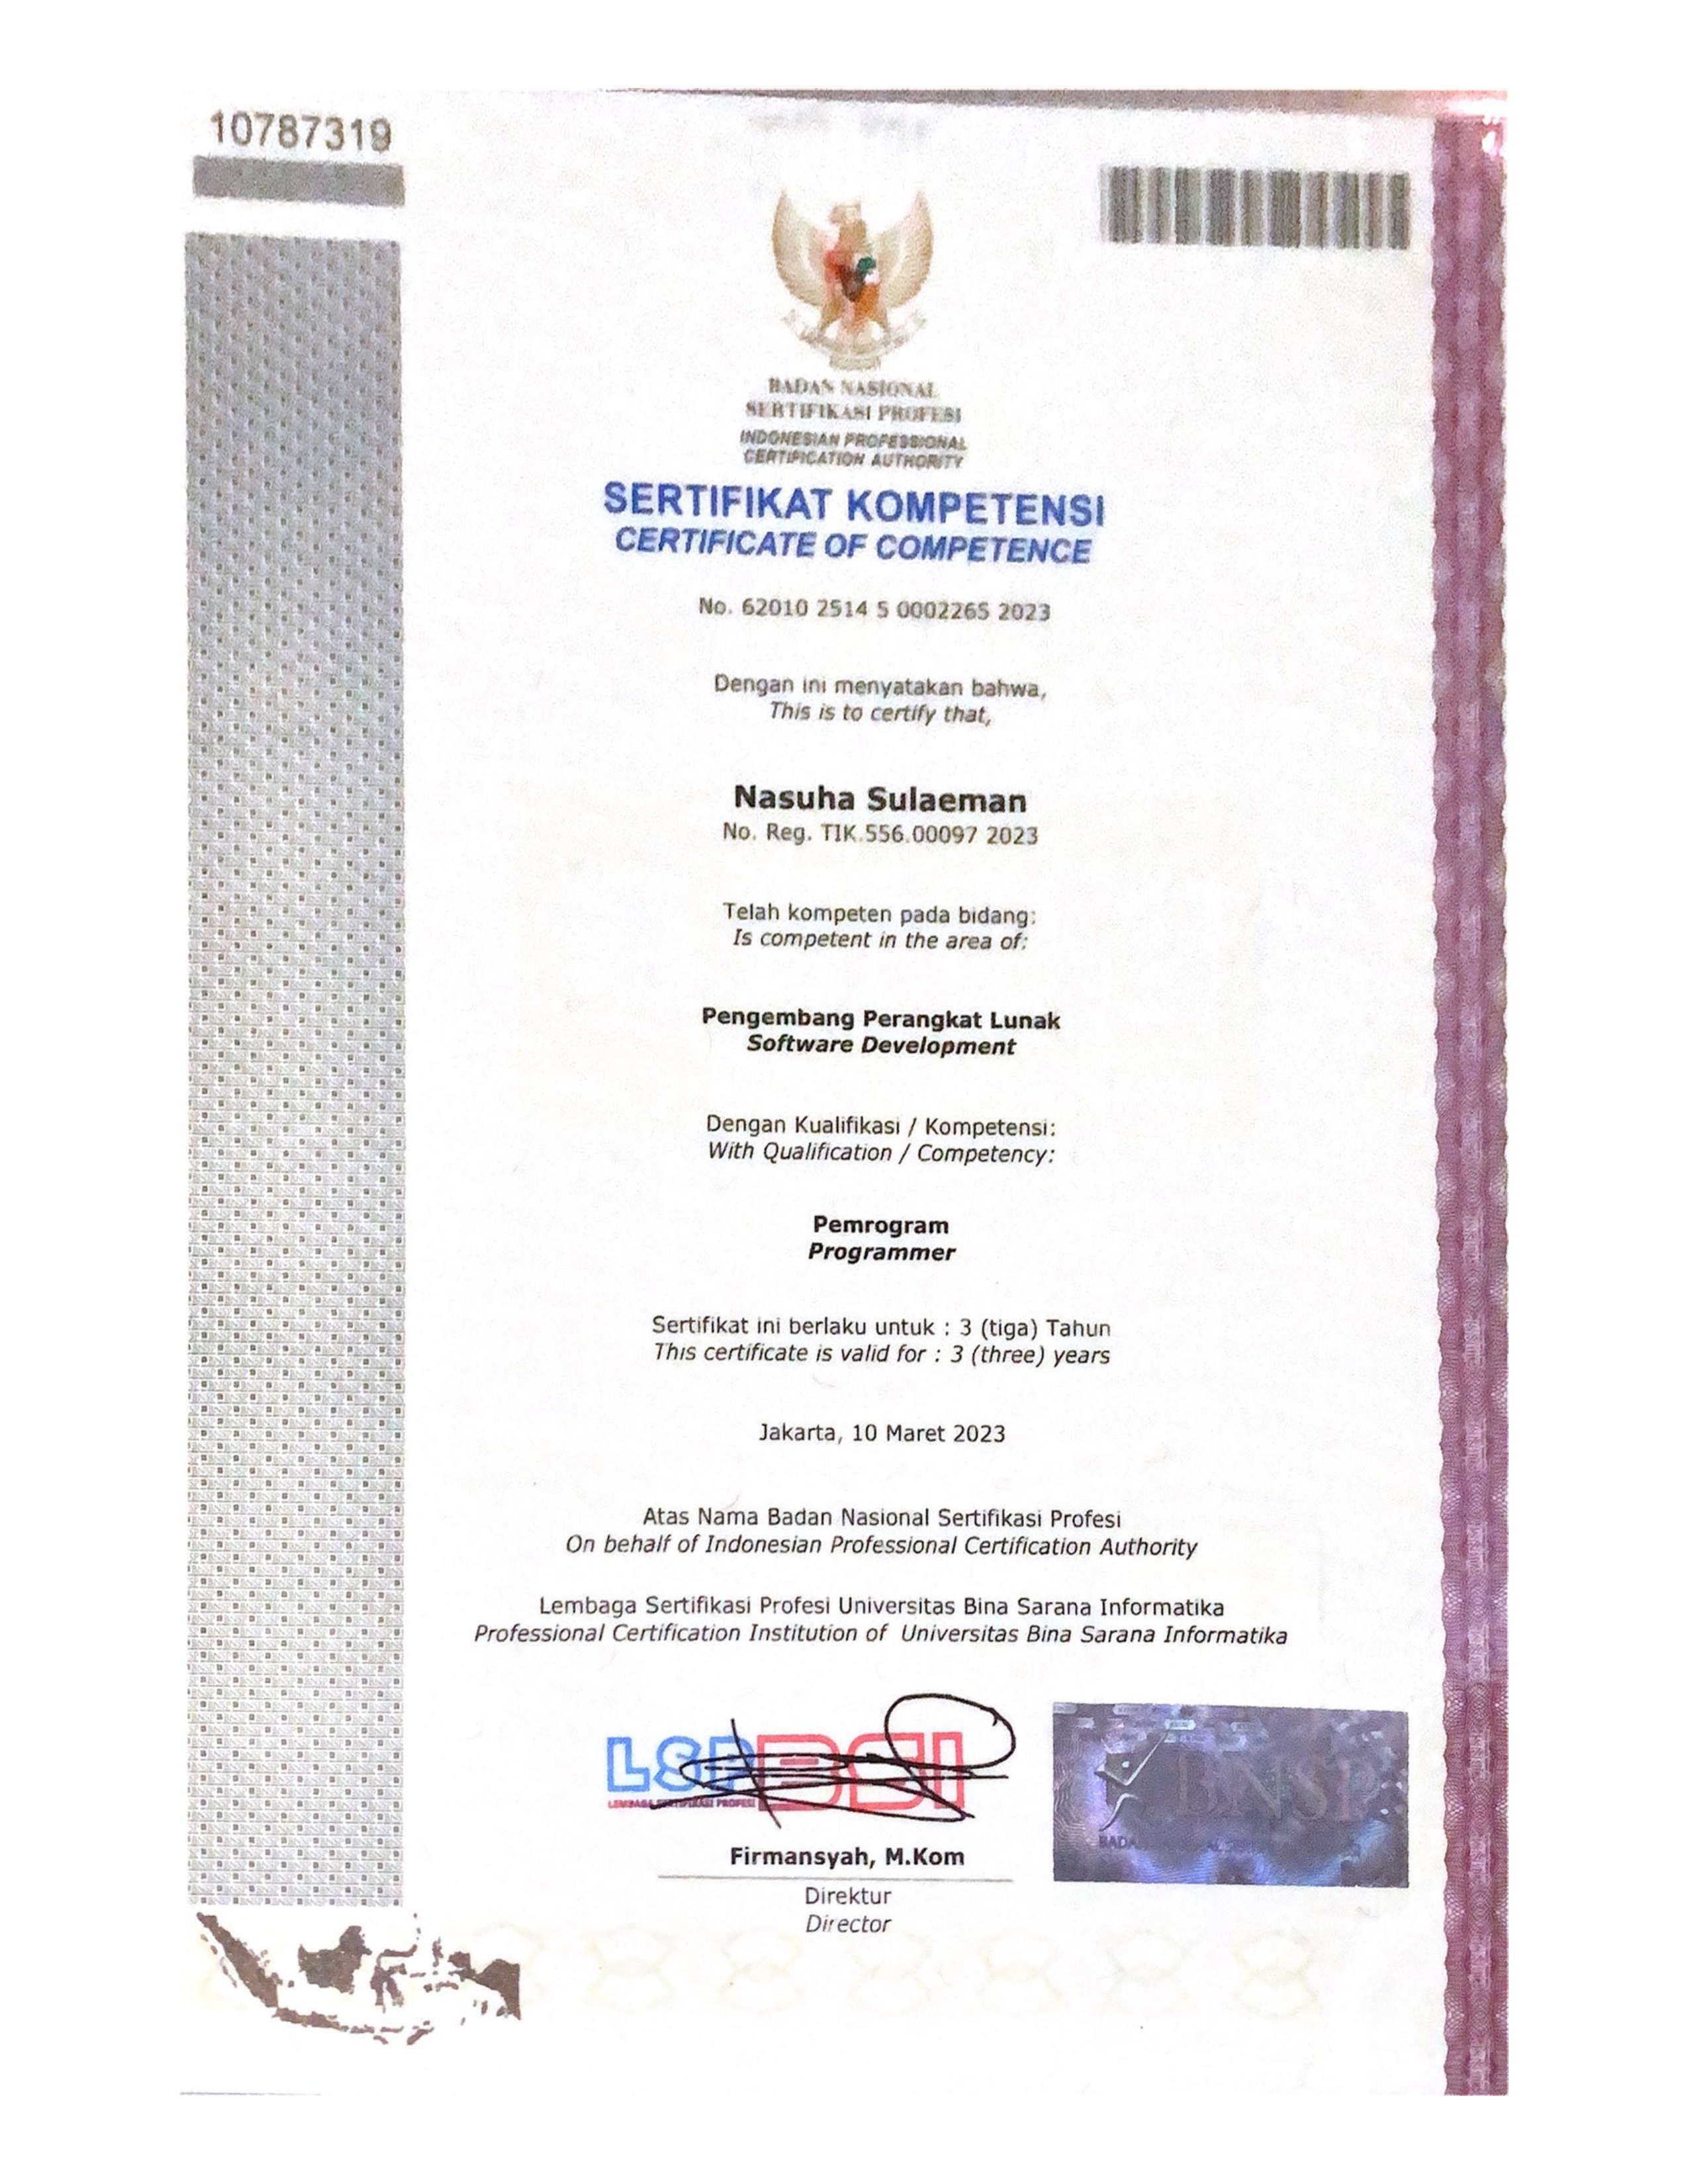 10787319
BADAN NASIONAL
SERTIFIKASI PROFESI
INDONESIAN PROFESSIONAL
CERTIFICATION AUTHORITY
SERTIFIKAT KOMPETENSI
CERTIFICATE OF COMPETENCE
No. 62010 2514 5 0002265 2023
Dengan ini menyatakan bahwa,
This is to certify that,
Nasuha Sulaeman
No. Reg. TIK.556.00097 2023
Telah kompeten pada bidang:
Is competent in the area of:
Pengembang Perangkat Lunak
Software Development
Dengan Kualifikasi / Kompetensi:
With Qualification / Competency:
Pemrogram
Programmer
Sertifikat ini berlaku untuk : 3 (tiga) Tahun
This certificate is valid for : 3 (three) years
Jakarta, 10 Maret 2023
Atas Nama Badan Nasional Sertifikasi Profesi
On behalf of Indonesian Professional Certification Authority
Lembaga Sertifikasi Profesi Universitas Bina Sarana Informatika
Professional Certification Institution of Universitas Bina Sarana Informatika
LSP BSI
LEMBAGA SERTIFIKASI PROFESI
BNSP
Firmansyah, M.Kom
Direktur
Director